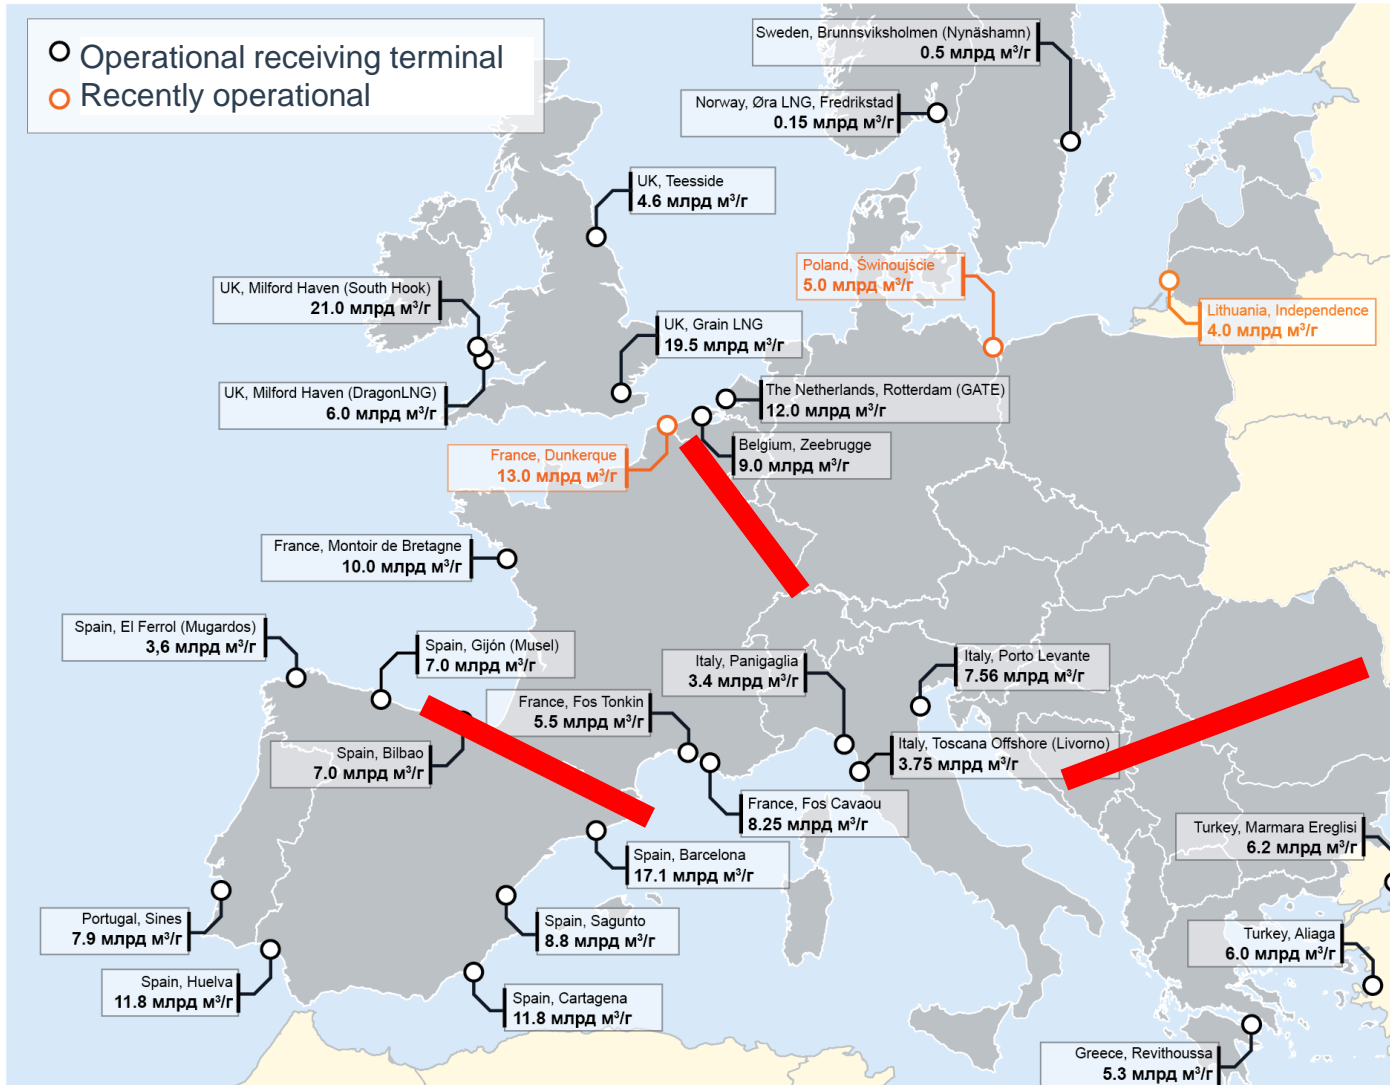 Operational receiving terminal
Recently operational
Sweden, Brunnsviksholmen (Nynäshamn)
0.5 млрд м³/г
Norway, Øra LNG, Fredrikstad
0.15 млрд м³/г
UK, Teesside
4.6 млрд м³/г
Poland, Świnoujście
5.0 млрд м³/г
UK, Milford Haven (South Hook)
21.0 млрд м³/г
Lithuania, Independence
4.0 млрд м³/г
UK, Grain LNG
19.5 млрд м³/г
UK, Milford Haven (DragonLNG)
6.0 млрд м³/г
The Netherlands, Rotterdam (GATE)
12.0 млрд м³/г
France, Dunkerque
13.0 млрд м³/г
Belgium, Zeebrugge
9.0 млрд м³/г
France, Montoir de Bretagne
10.0 млрд м³/г
Spain, El Ferrol (Mugardos)
3,6 млрд м³/г
Spain, Gijón (Musel)
7.0 млрд м³/г
Italy, Panigaglia
3.4 млрд м³/г
Italy, Porto Levante
7.56 млрд м³/г
France, Fos Tonkin
5.5 млрд м³/г
Spain, Bilbao
7.0 млрд м³/г
Italy, Toscana Offshore (Livorno)
3.75 млрд м³/г
France, Fos Cavaou
8.25 млрд м³/г
Turkey, Marmara Ereglisi
6.2 млрд м³/г
Spain, Barcelona
17.1 млрд м³/г
Portugal, Sines
7.9 млрд м³/г
Spain, Sagunto
8.8 млрд м³/г
Turkey, Aliaga
6.0 млрд м³/г
Spain, Huelva
11.8 млрд м³/г
Spain, Cartagena
11.8 млрд м³/г
Greece, Revithoussa
5.3 млрд м³/г